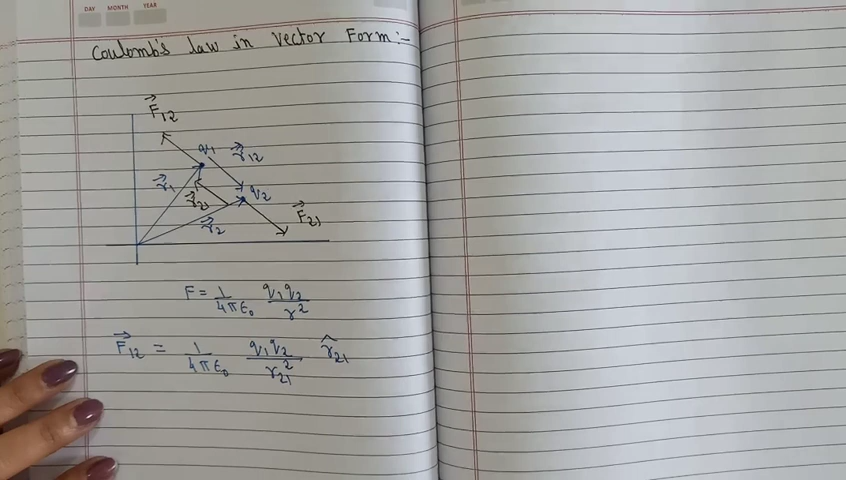 DAY MONTH YEAR
Coulomb's law in Vector Form:-
F⃗₁₂
q₁ r⃗₁₂
r⃗₁ r⃗₂₁ q₂
r⃗₂ F⃗₂₁
F = 1/4πε₀ q₁q₂/r²
F⃗₁₂ = 1/4πε₀ q₁q₂/r₂₁² r̂₂₁